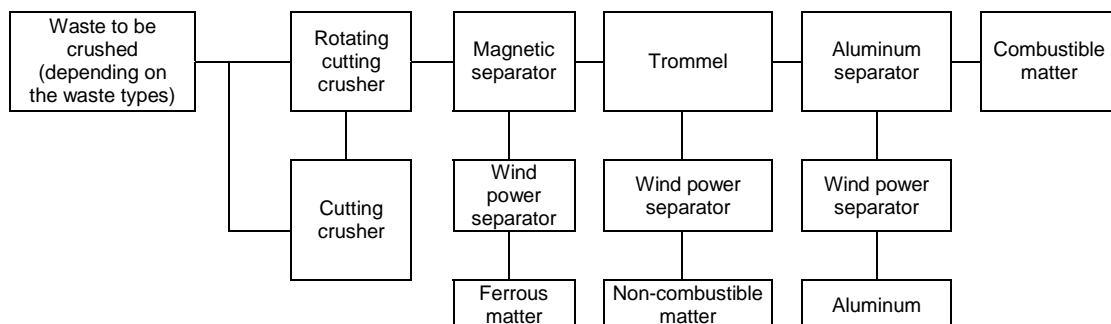 Waste to be
crushed
(depending on
the waste types)
Rotating
cutting
crusher
Magnetic
separator
Trommel
Aluminum
separator
Combustible
matter
Cutting
crusher
Wind
power
separator
Wind power
separator
Wind power
separator
Ferrous
matter
Non-combustible
matter
Aluminum